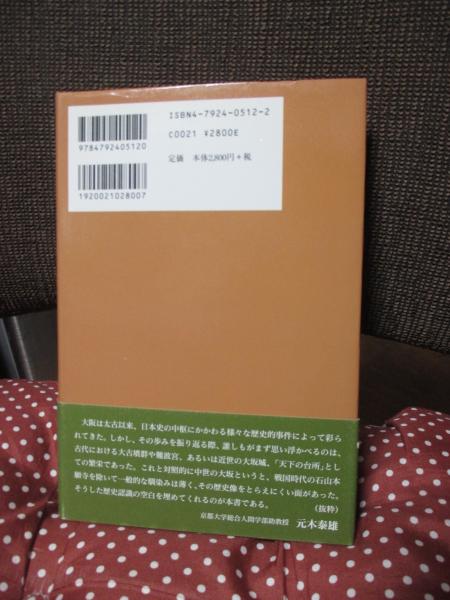 ISBN4-7924-0512-2
C0021 ¥2800E
定価 本体2,800円+税
9784792405120
1920021028007
大阪は太古以来、日本史の中枢にかかわる様々な歴史的事件によって彩ら
れてきた。しかし、その歩みを振り返る際、誰しもがまず思い浮かべるのは、
古代における大古墳群や難波宮、あるいは近世の大坂城、「天下の台所」とし
ての繁栄であった。これと対照的に中世の大坂というと、戦国時代の石山本
願寺を除いて一般的な馴染みは薄く、その歴史像をとらえにくい面があった。
そうした歴史認識の空白を埋めてくれるのが本書である。 (抜粋)
京都大学総合人間学部助教授 元木泰雄